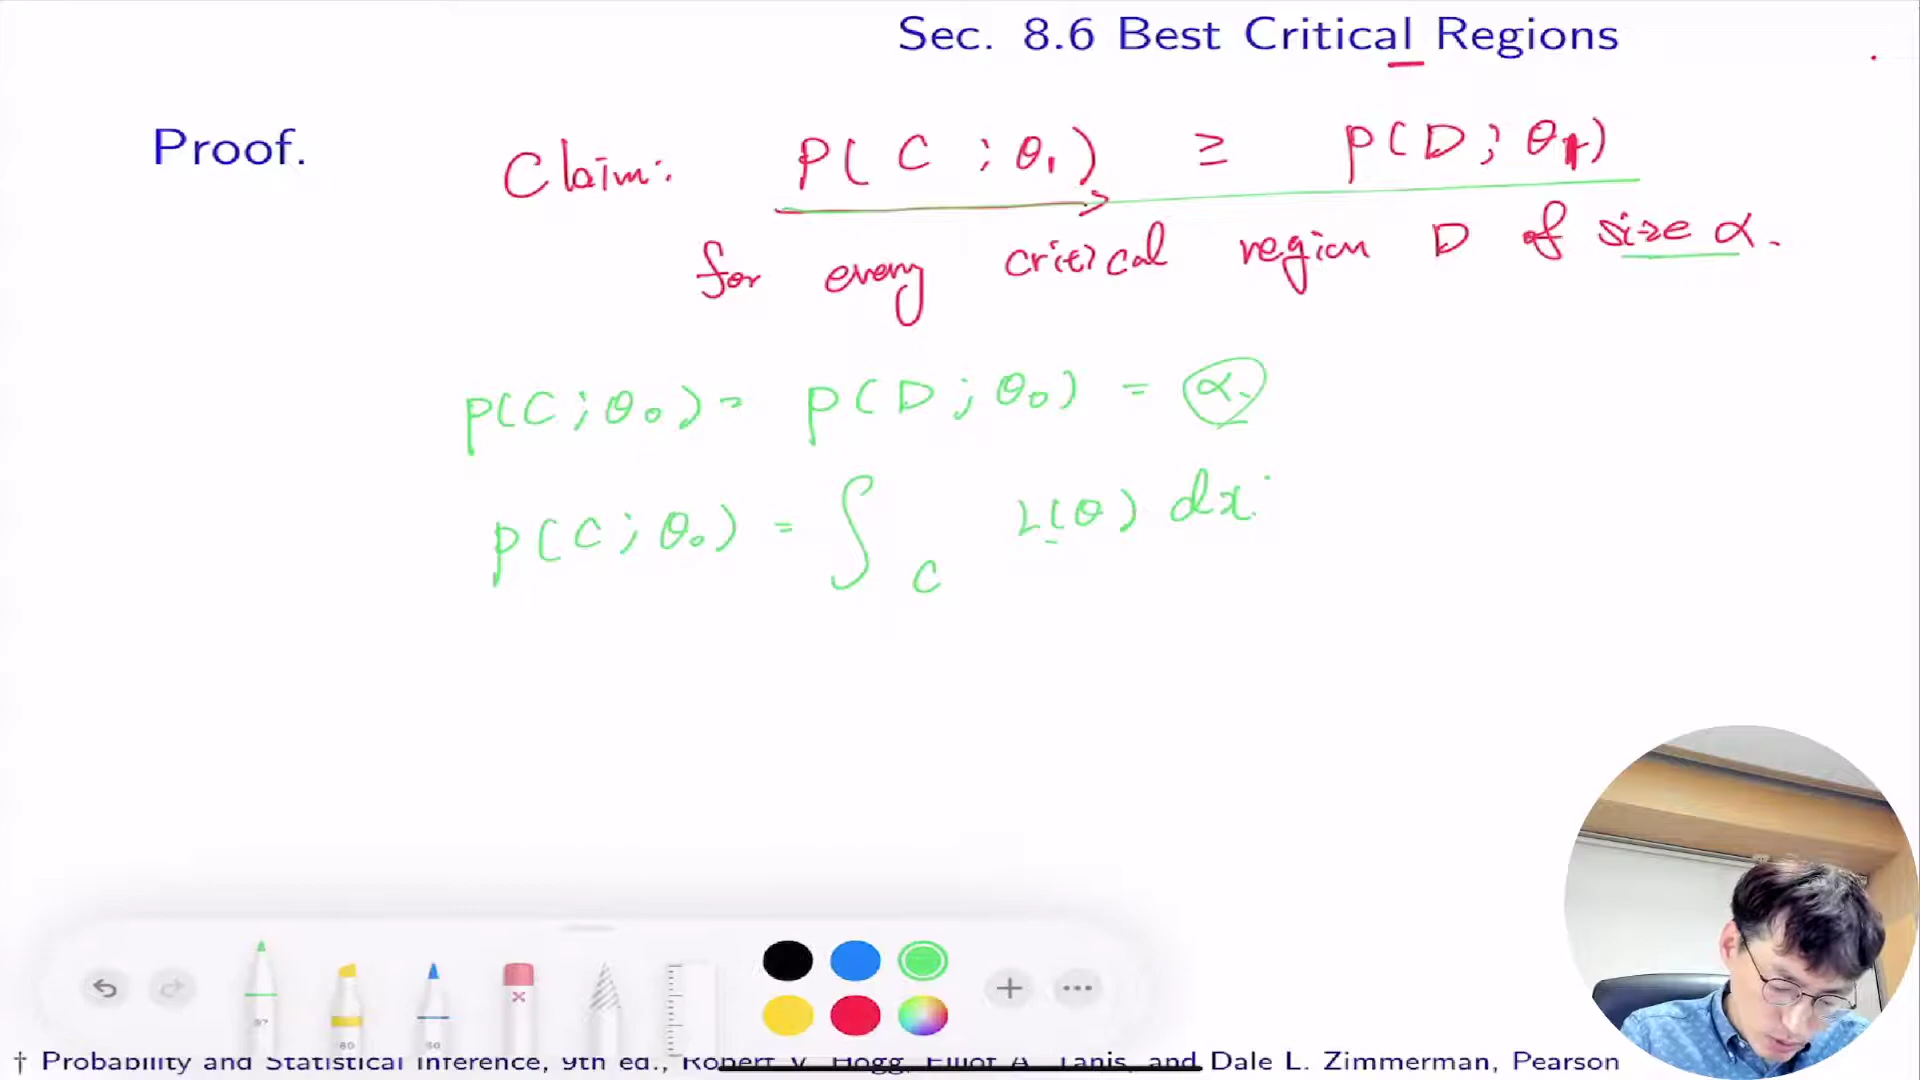 Sec. 8.6 Best Critical Regions
Proof.
Claim: P( C ; θ₁) ≥ P(D ; θ₁)
for every critical region D of size α.
P(C ; θ₀) = P(D ; θ₀) = α.
P(C ; θ₀) = ∫_C L(θ) dx.
† Probability and Statistical Inference, 9th ed., Robert V. Hogg, Elliot A. Tanis, and Dale L. Zimmerman, Pearson